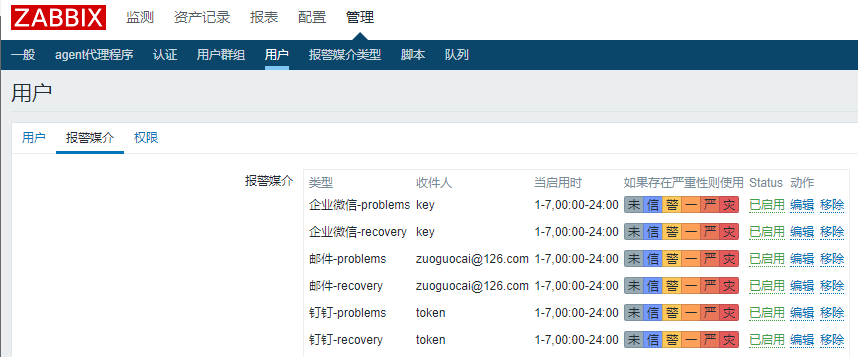 ZABBIX 监测 资产记录 报表 配置 管理
一般 agent代理程序 认证 用户群组 用户 报警媒介类型 脚本 队列
用户
用户 报警媒介 权限
报警媒介 类型 收件人 当启用时 如果存在严重性则使用 Status 动作
企业微信-problems key 1-7,00:00-24:00 未 信 警 一 严 灾 已启用 编辑 移除
企业微信-recovery key 1-7,00:00-24:00 未 信 警 一 严 灾 已启用 编辑 移除
邮件-problems zuoguocai@126.com 1-7,00:00-24:00 未 信 警 一 严 灾 已启用 编辑 移除
邮件-recovery zuoguocai@126.com 1-7,00:00-24:00 未 信 警 一 严 灾 已启用 编辑 移除
钉钉-problems token 1-7,00:00-24:00 未 信 警 一 严 灾 已启用 编辑 移除
钉钉-recovery token 1-7,00:00-24:00 未 信 警 一 严 灾 已启用 编辑 移除